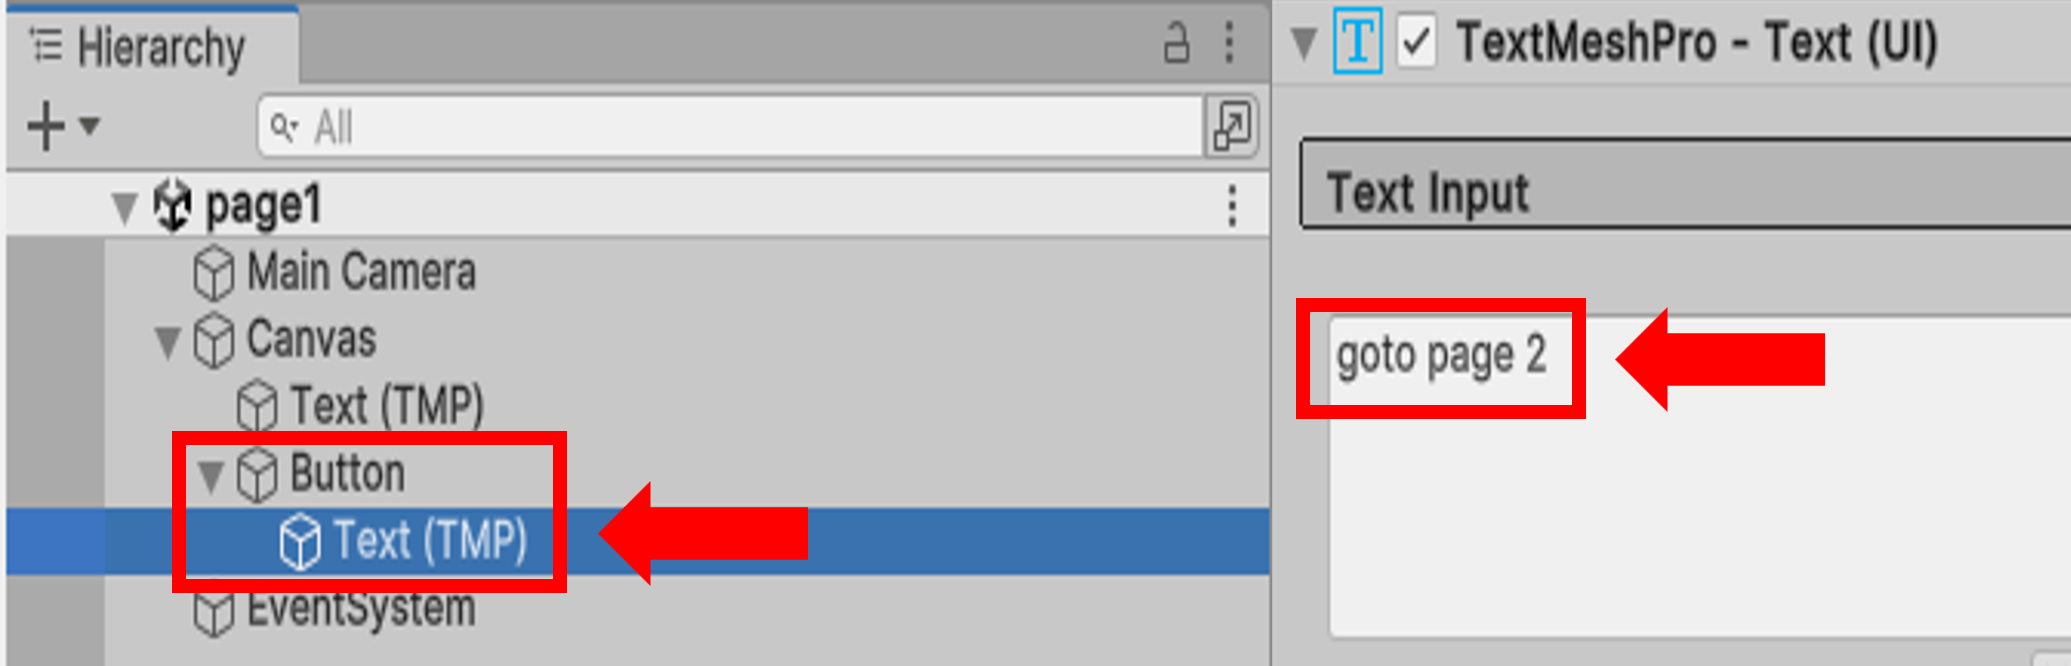 Hierarchy
All
page1
Main Camera
Canvas
Text (TMP)
Button
Text (TMP)
EventSystem
T TextMeshPro - Text (UI)
Text Input
goto page 2